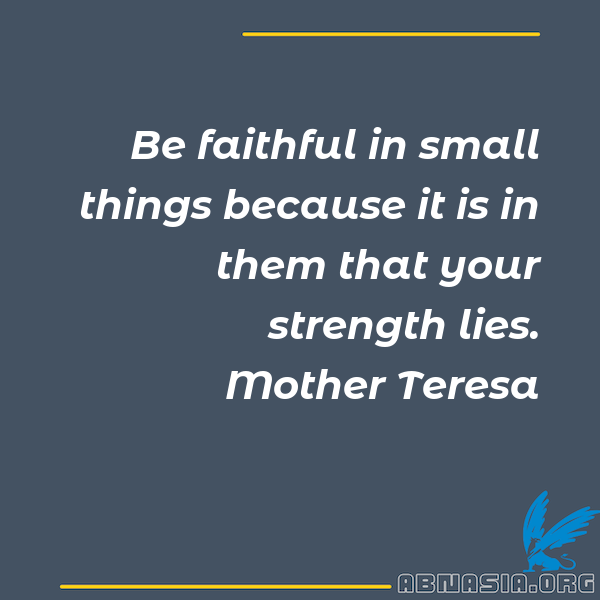 Be faithful in small
things because it is in
them that your
strength lies.
Mother Teresa
ABNASIA.ORG